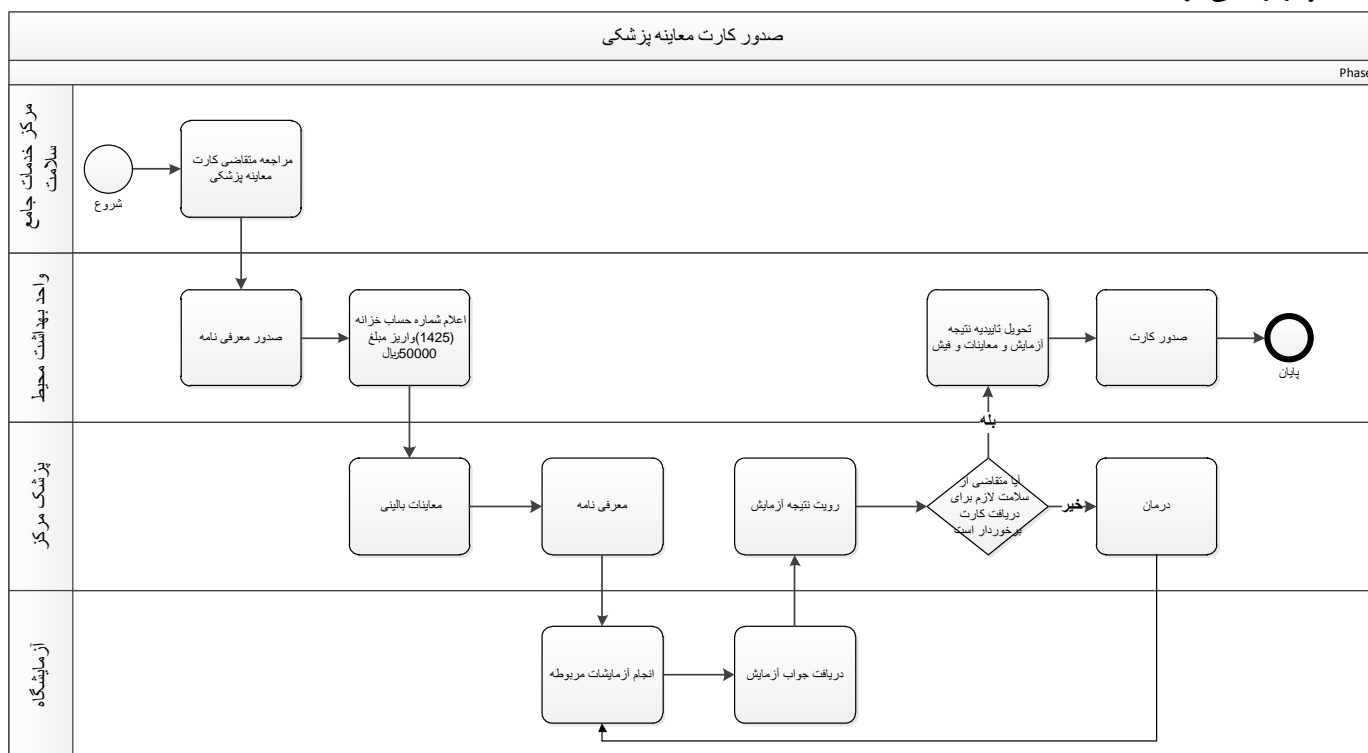 صدور کارت معاینه پزشکی
Phase
مرکز خدمات جامع
سلامت
شروع
مراجعه متقاضی کارت
معاینه پزشکی
واحد بهداشت محیط
صدور معرفی نامه
اعلام شماره حساب خزانه
(1425)واریز مبلغ
50000ریال
تحویل تاییدیه نتیجه
آزمایش و معاینات و فیش
صدور کارت
پایان
بله
پزشک مرکز
معاینات بالینی
معرفی نامه
رویت نتیجه آزمایش
آیا متقاضی از
سلامت لازم برای
دریافت کارت
برخوردار است
خیر
درمان
آزمایشگاه
انجام آزمایشات مربوطه
دریافت جواب آزمایش